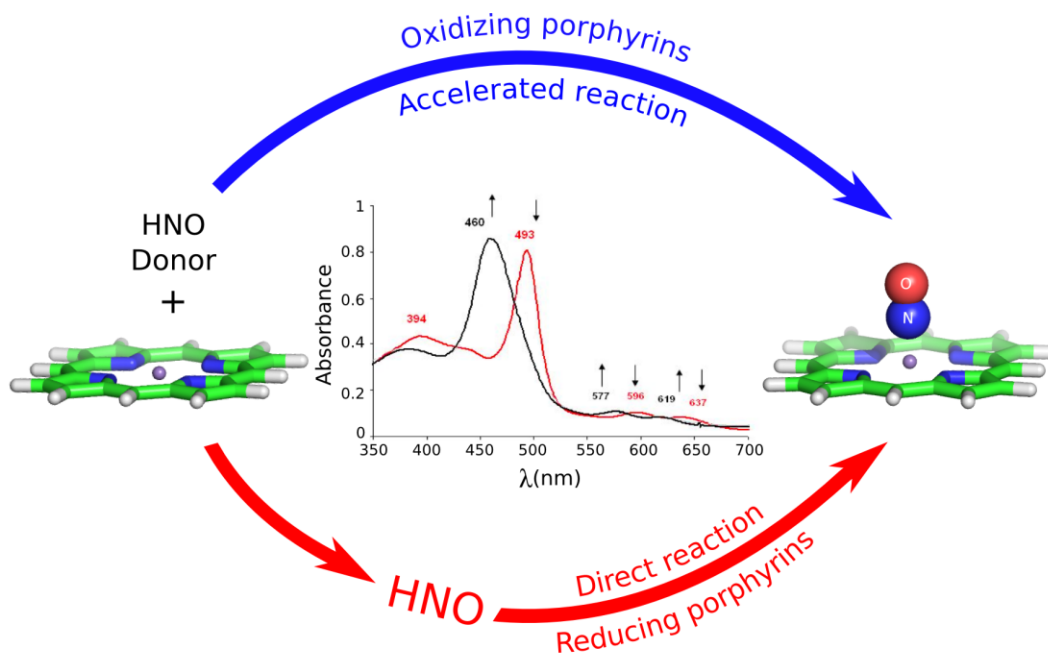 Oxidizing porphyrins
Accelerated reaction
HNO
Donor
+
1
0.8
0.6
0.4
0.2
0
Absorbance
460
493
394
577
596
619
637
350
400
450
500
550
600
650
700
λ(nm)
O
N
HNO
Direct reaction
Reducing porphyrins